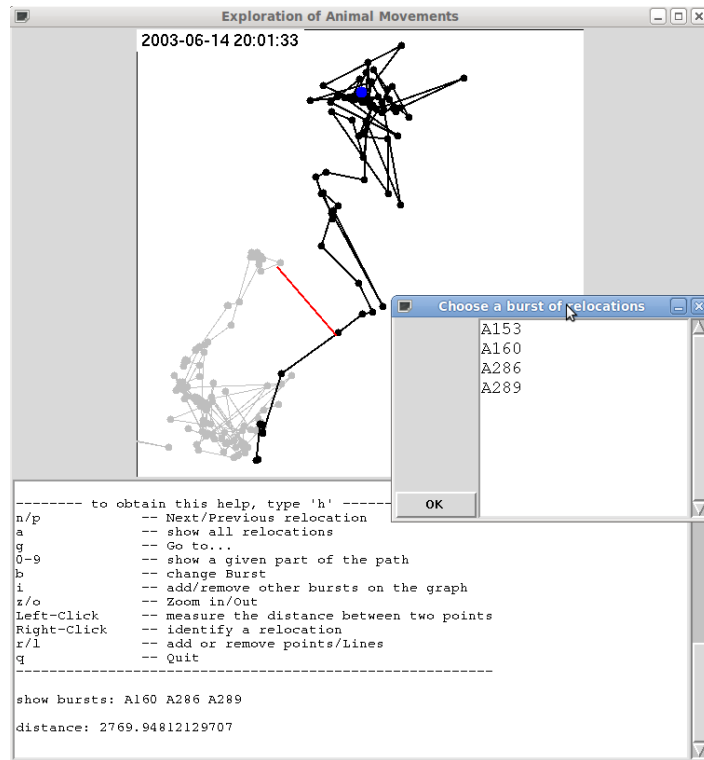 Exploration of Animal Movements
2003-06-14 20:01:33
Choose a burst of relocations
A153
A160
A286
A289
OK
-------- to obtain this help, type 'h' --------
n/p -- Next/Previous relocation
a -- show all relocations
g -- Go to...
0-9 -- show a given part of the path
b -- change Burst
i -- add/remove other bursts on the graph
z/o -- Zoom in/Out
Left-Click -- measure the distance between two points
Right-Click -- identify a relocation
r/l -- add or remove points/Lines
q -- Quit
------------------------------------------------------------
show bursts: A160 A286 A289
distance: 2769.94812129707